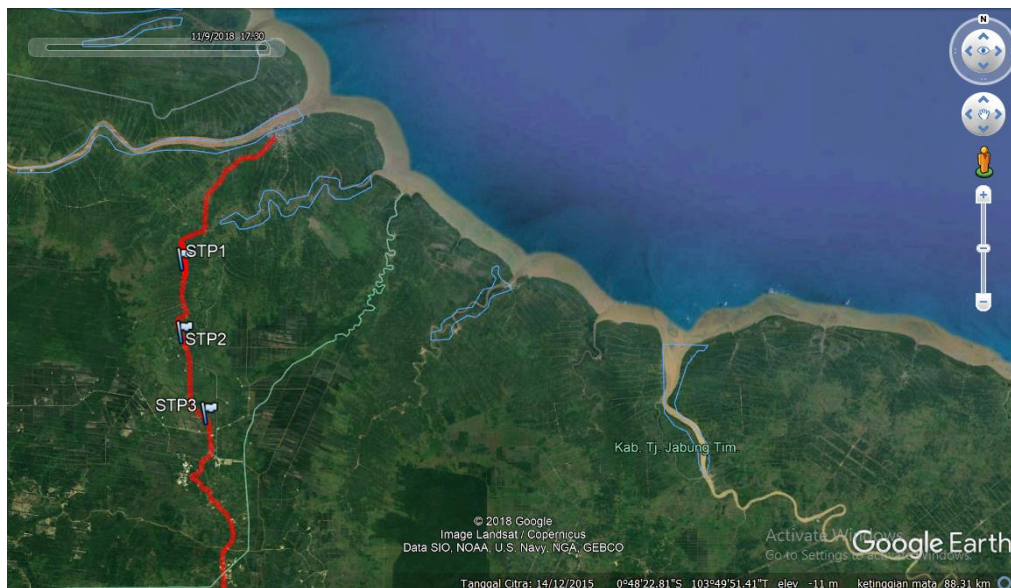 11/9/2018 17.30
N
STP1
STP2
STP3
Kab. Tj. Jabung Tim.
© 2018 Google
Image Landsat / Copernicus
Data SIO, NOAA, U.S. Navy, NGA, GEBCO
Activate Windows
Go to Settings to activate Windows.
Google Earth
Tanggal Citra: 14/12/2015 0°48'22.81"S 103°49'51.41"T elev -11 m ketinggian mata 88.31 km